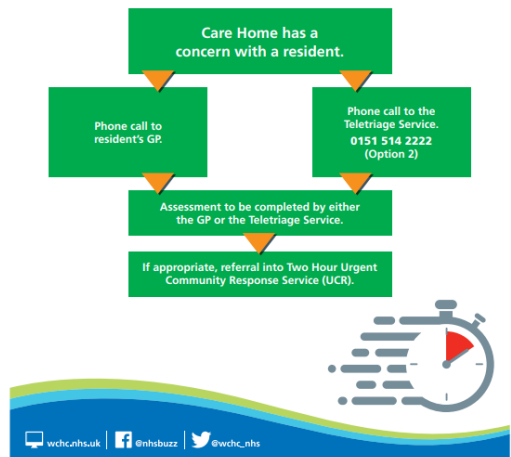 Care Home has a
concern with a resident.
Phone call to
resident's GP.
Phone call to the
Teletriage Service.
0151 514 2222
(Option 2)
Assessment to be completed by either
the GP or the Teletriage Service.
If appropriate, referral into Two Hour Urgent
Community Response Service (UCR).
wchc.nhs.uk
@nhsbuzz
@wchc_nhs